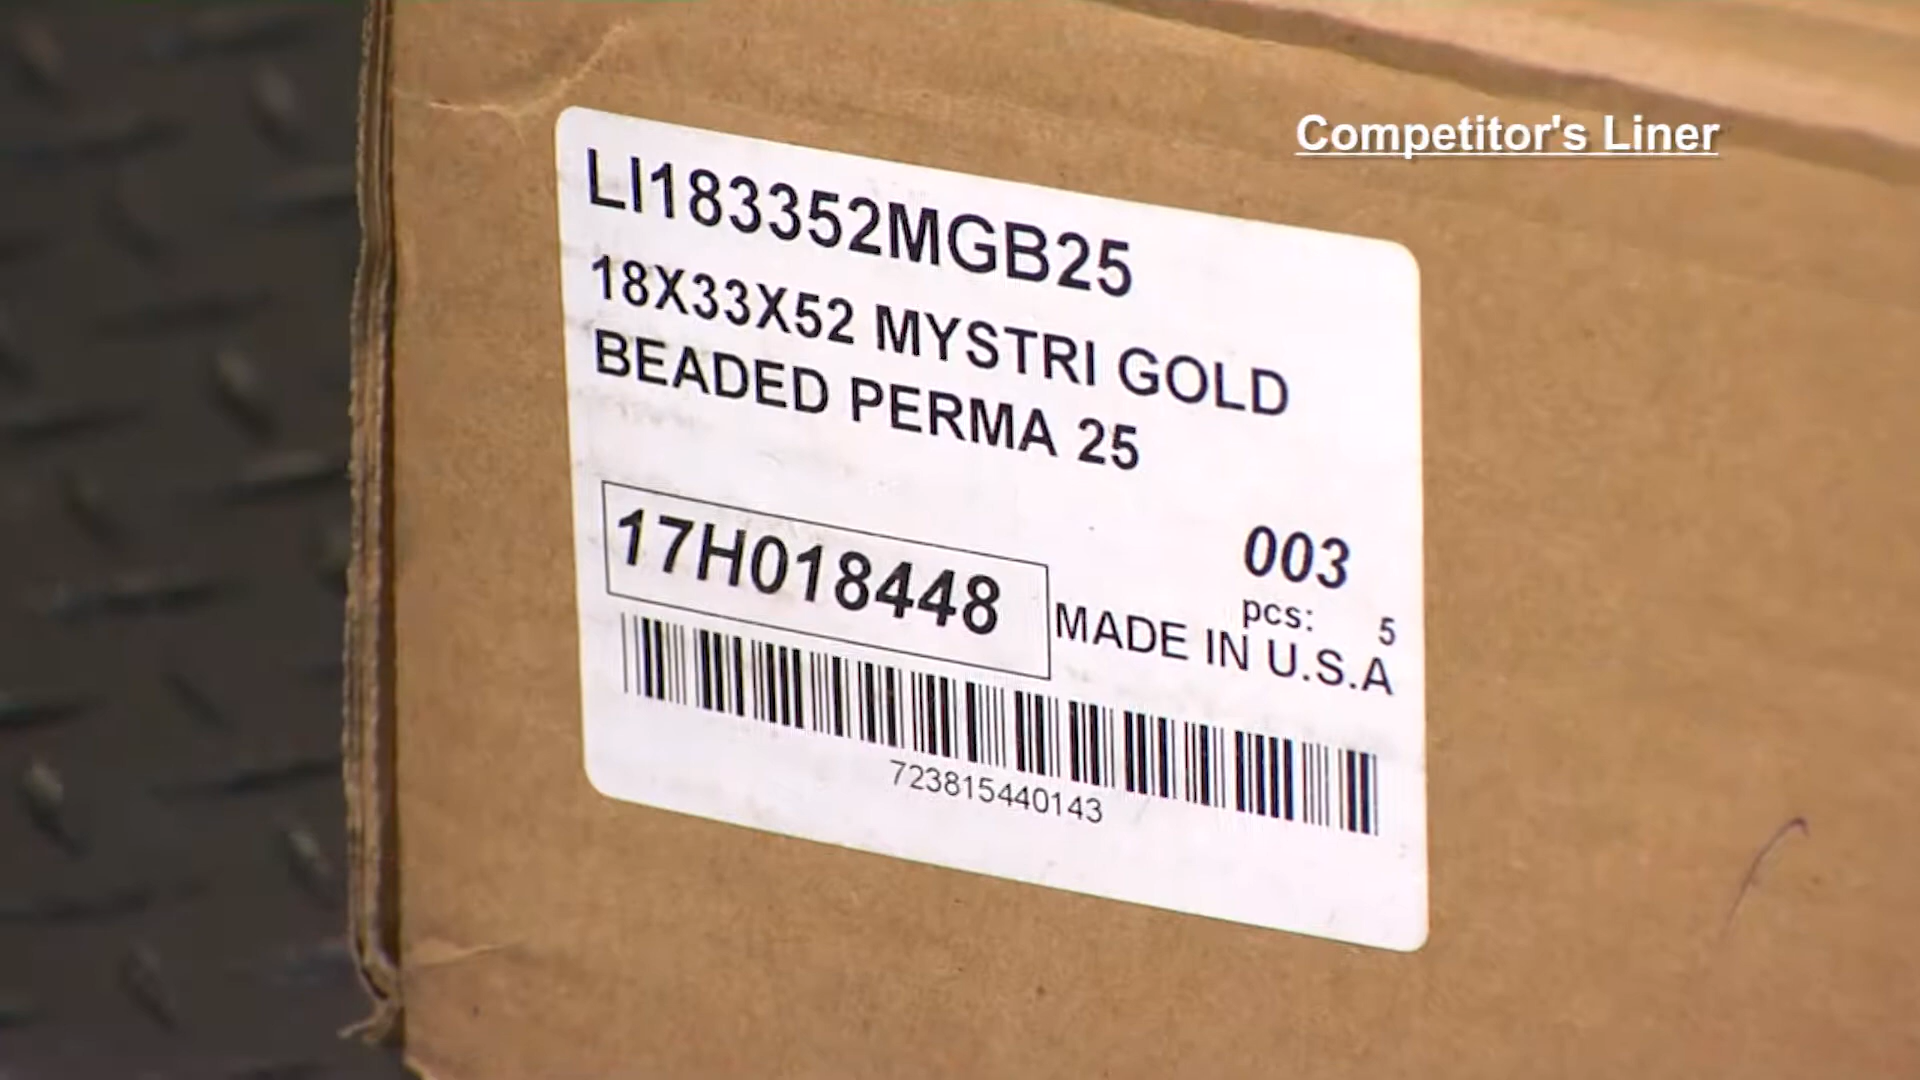 Competitor's Liner
LI183352MGB25
18X33X52 MYSTRI GOLD
BEADED PERMA 25
17H018448
003
pcs: 5
MADE IN U.S.A
723815440143